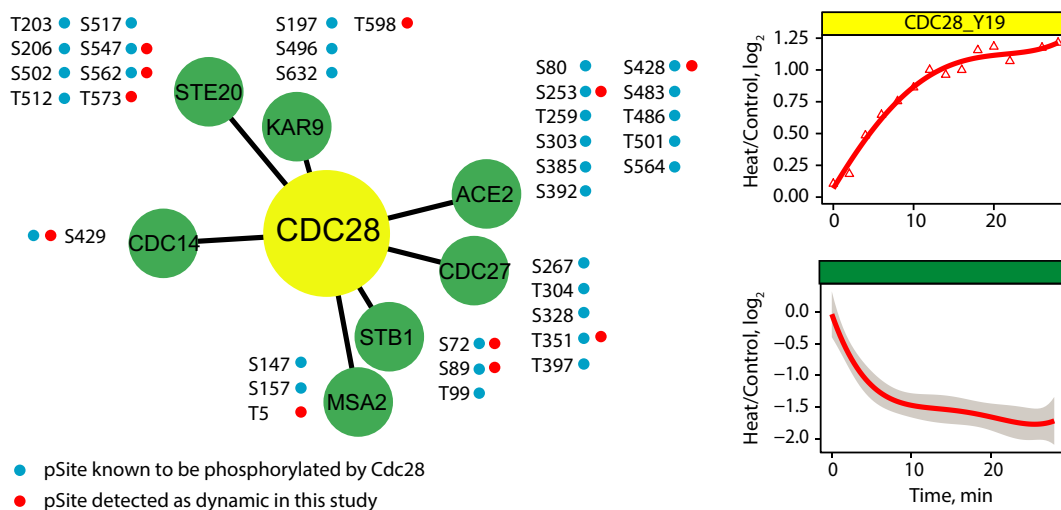 T203 S517
S206 S547
S502 S562
T512 T573
STE20
S197 T598
S496
S632
KAR9
S80 S428
S253 S483
T259 T486
S303 T501
S385 S564
S392
ACE2
CDC28
S429
CDC14
CDC27
S267
T304
S328
T351
T397
STB1
S72
S89
T99
S147
S157
T5
MSA2
pSite known to be phosphorylated by Cdc28
pSite detected as dynamic in this study
CDC28_Y19
Heat/Control, log2
1.25
1.00
0.75
0.50
0.25
0.00
0 10 20
Heat/Control, log2
0.0
−0.5
−1.0
−1.5
−2.0
0 10 20
Time, min